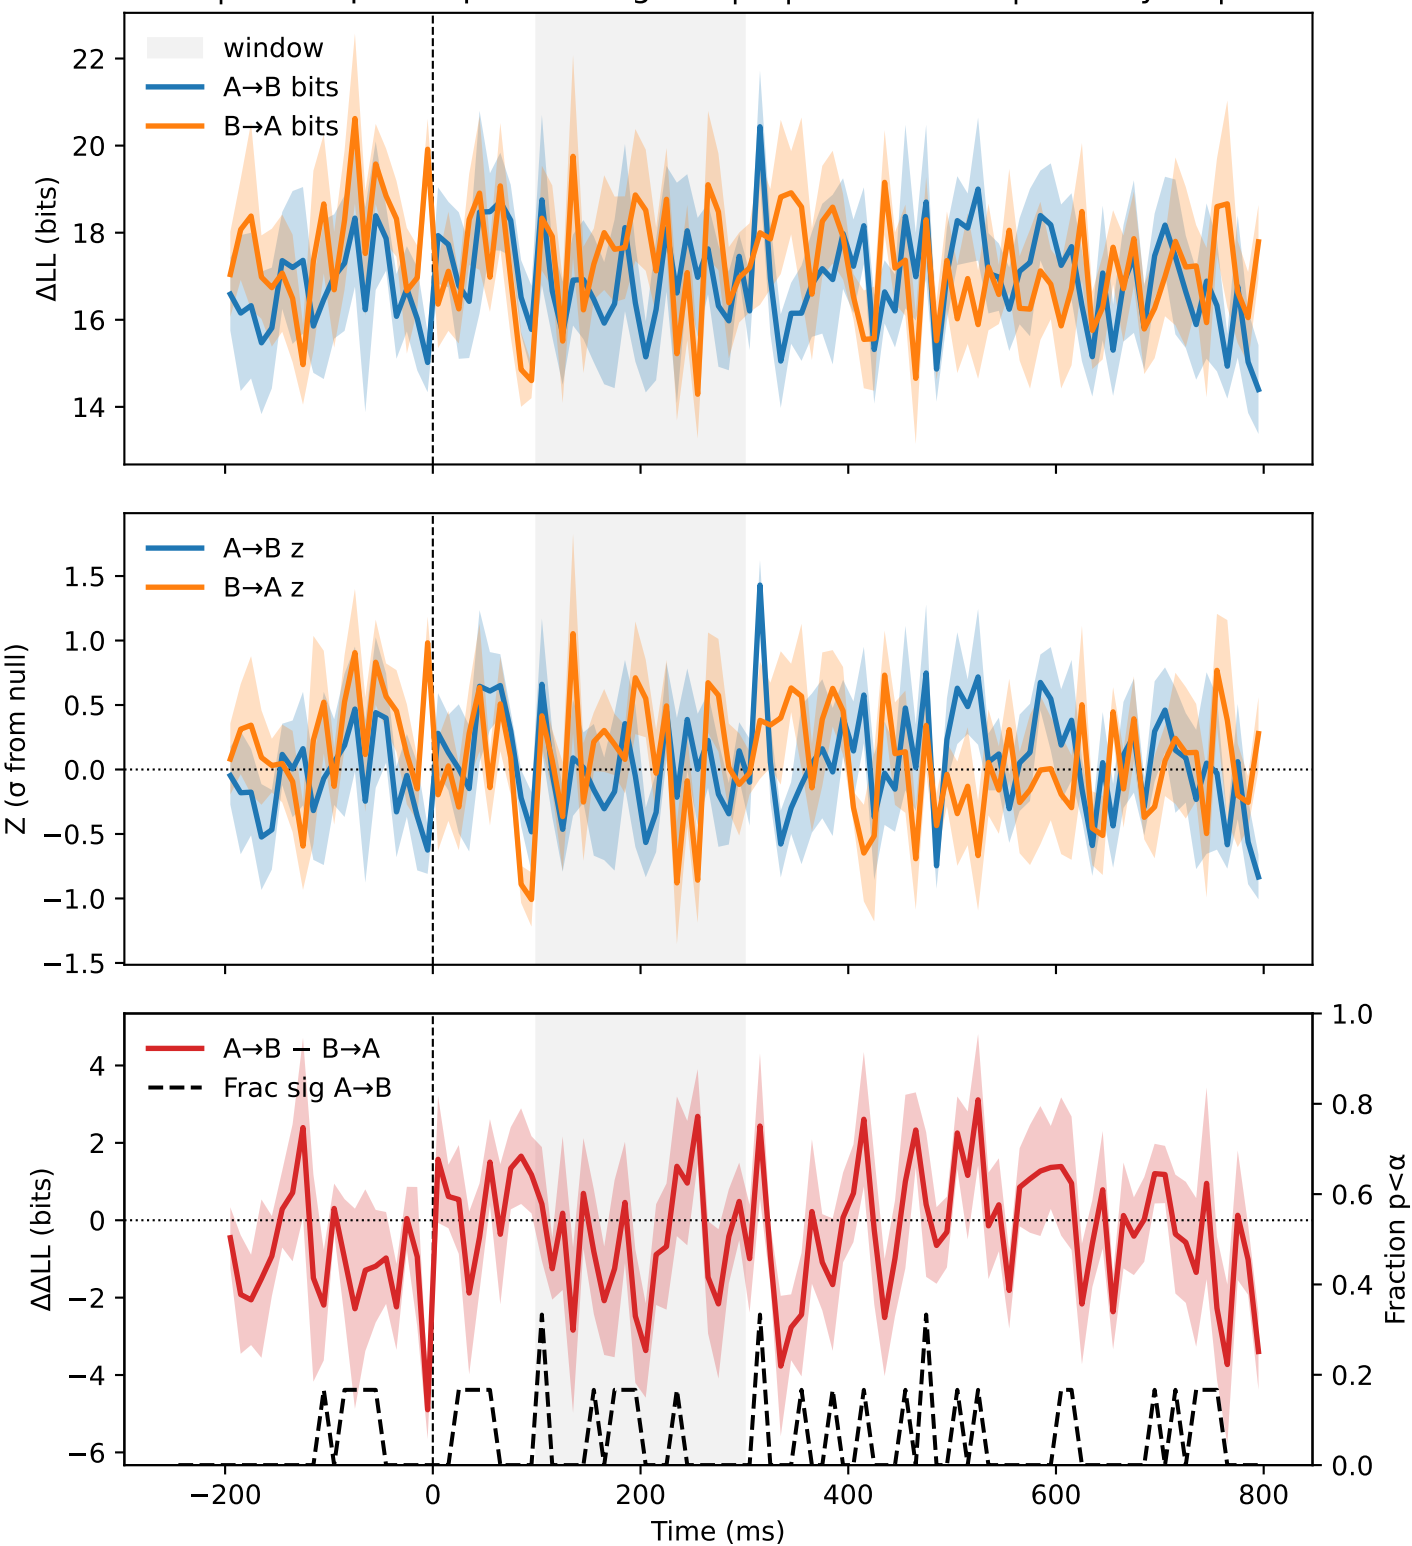 window
A→B bits
B→A bits
22
20
18
16
14
ΔLL (bits)
A→B z
B→A z
1.5
1.0
0.5
0.0
−0.5
−1.0
−1.5
Z (σ from null)
A→B − B→A
Frac sig A→B
4
2
0
−2
−4
−6
ΔΔLL (bits)
1.0
0.8
0.6
0.4
0.2
0.0
Fraction p<α
−200 0 200 400 600 800
Time (ms)